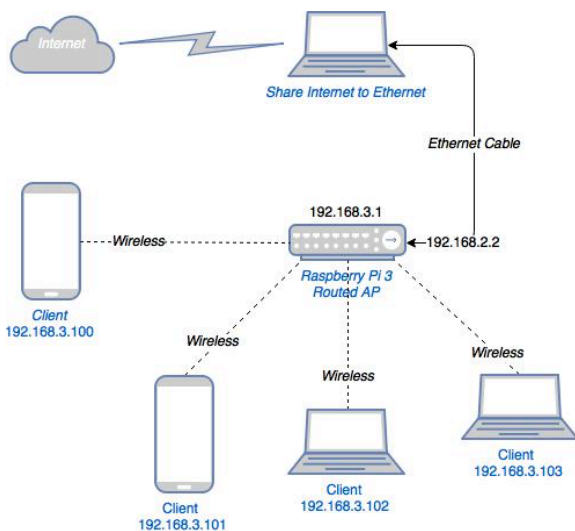 Internet
Share Internet to Ethernet
Ethernet Cable
192.168.3.1
192.168.2.2
Wireless
Raspberry Pi 3
Routed AP
Client
192.168.3.100
Wireless
Wireless
Wireless
Client
192.168.3.103
Client
192.168.3.102
Client
192.168.3.101